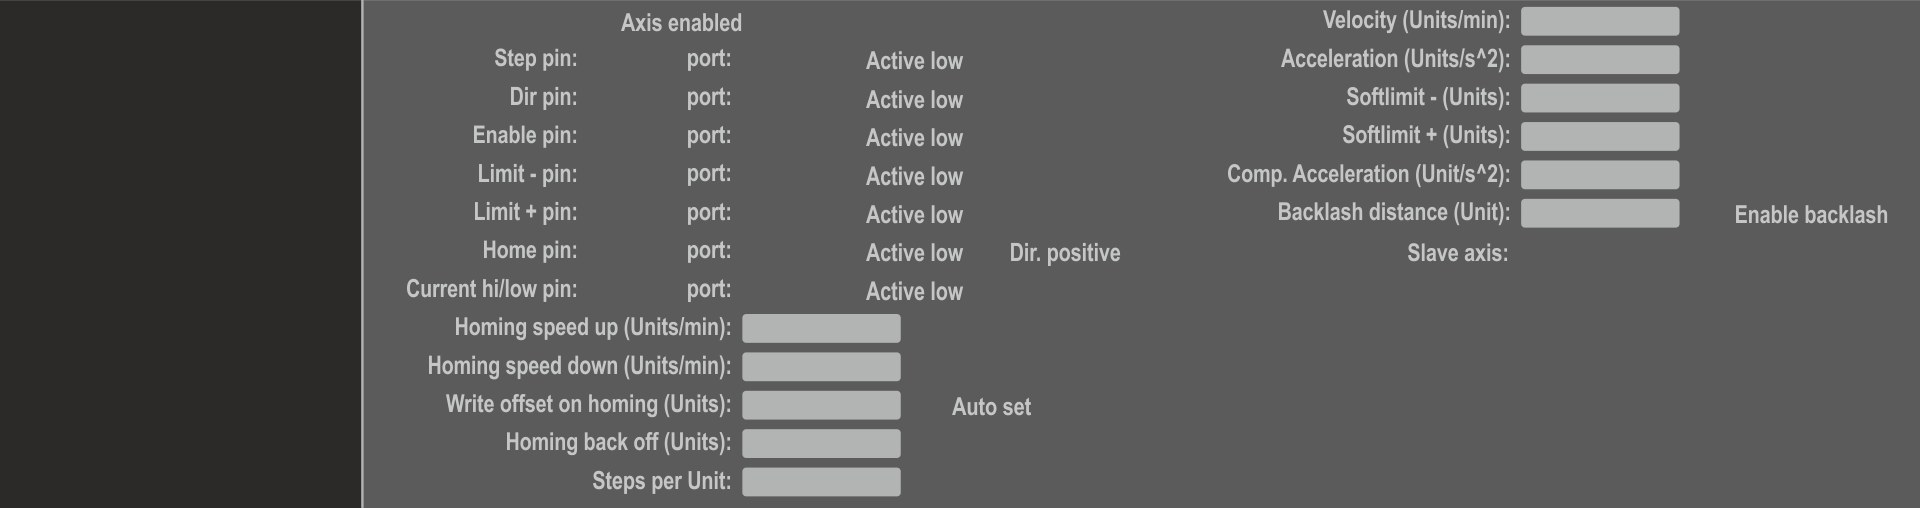 Axis enabled
Step pin: port: Active low
Dir pin: port: Active low
Enable pin: port: Active low
Limit - pin: port: Active low
Limit + pin: port: Active low
Home pin: port: Active low Dir. positive
Current hi/low pin: port: Active low
Homing speed up (Units/min):
Homing speed down (Units/min):
Write offset on homing (Units): Auto set
Homing back off (Units):
Steps per Unit:
Velocity (Units/min):
Acceleration (Units/s^2):
Softlimit - (Units):
Softlimit + (Units):
Comp. Acceleration (Unit/s^2):
Backlash distance (Unit): Enable backlash
Slave axis: